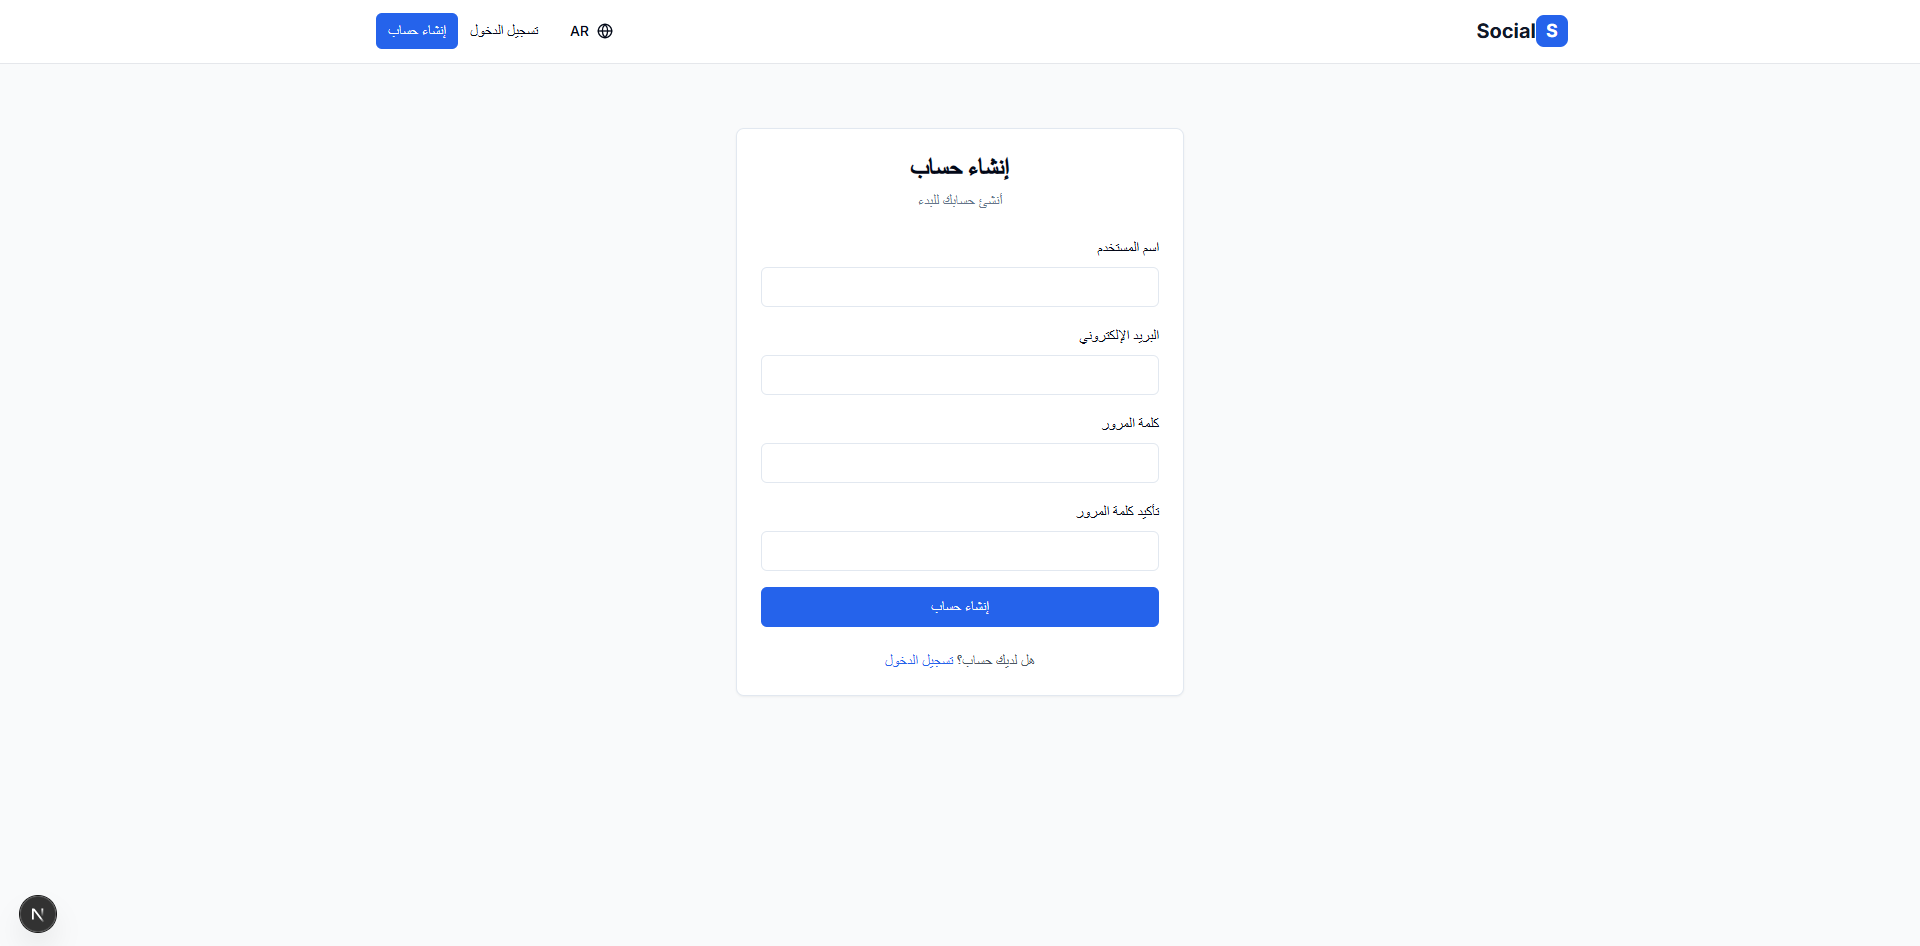 S Social
AR
تسجيل الدخول
إنشاء حساب
إنشاء حساب
أنشئ حسابك للبدء
اسم المستخدم
البريد الإلكتروني
كلمة المرور
تأكيد كلمة المرور
إنشاء حساب
هل لديك حساب؟ تسجيل الدخول
N